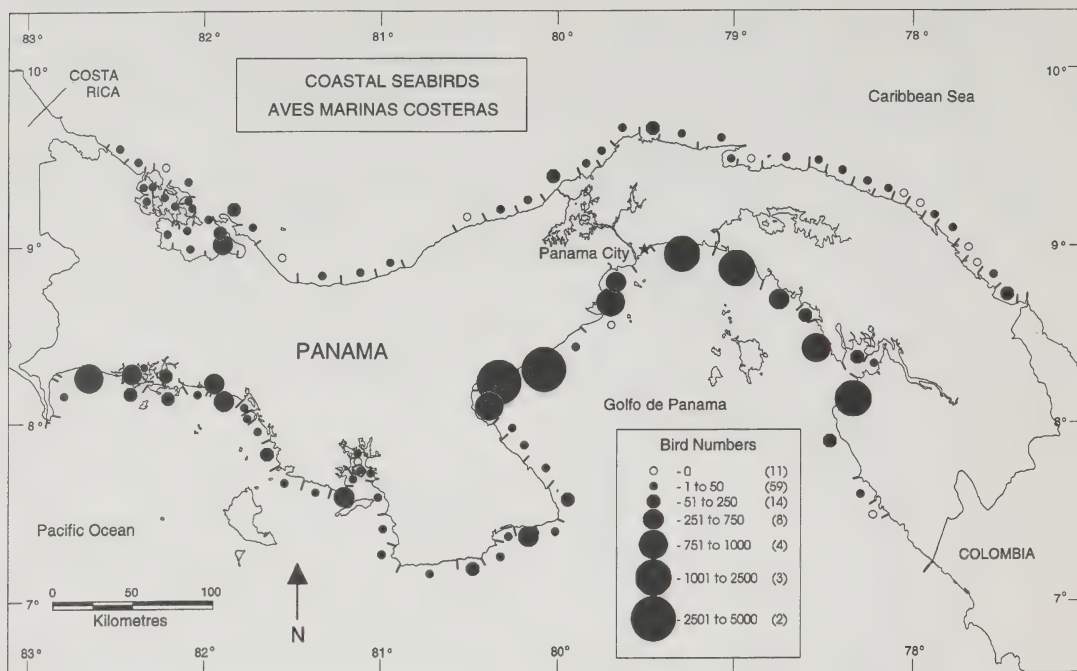 83° 82° 81° 80° 79° 78°
10° 10°
COSTA
RICA
COASTAL SEABIRDS
AVES MARINAS COSTERAS
Caribbean Sea
9° 9°
Panama City
PANAMA
Golfo de Panama
8° 8°
Bird Numbers
- 0 (11)
- 1 to 50 (59)
- 51 to 250 (14)
- 251 to 750 (8)
- 751 to 1000 (4)
- 1001 to 2500 (3)
- 2501 to 5000 (2)
Pacific Ocean
COLOMBIA
7° 7°
0 50 100
Kilometres
N
83° 82° 81° 80° 79° 78°